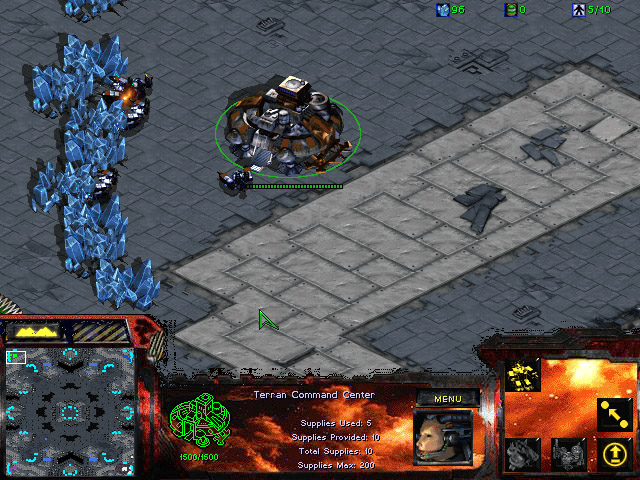 96 0 5/10
Terran Command Center
MENU
Supplies Used: 5
Supplies Provided: 10
Total Supplies: 10
Supplies Max: 200
1500/1500